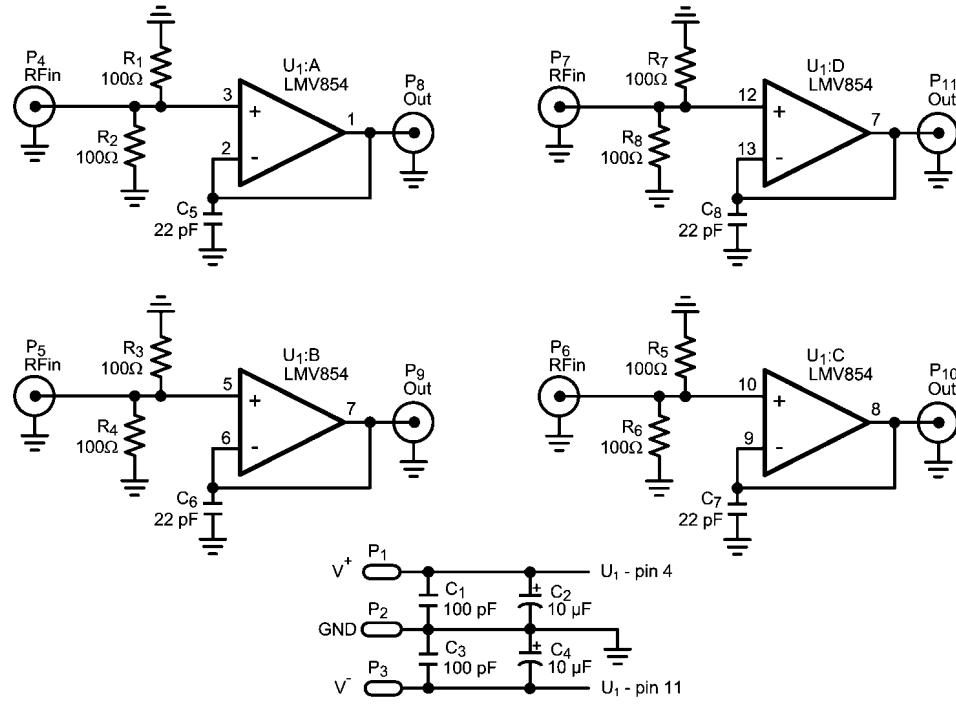 P4
RFin
R1
100Ω
R2
100Ω
U1:A
LMV854
3
+
2
-
1
P8
Out
C5
22 pF
P7
RFin
R7
100Ω
R8
100Ω
U1:D
LMV854
12
+
13
-
7
P11
Out
C8
22 pF
P5
RFin
R3
100Ω
R4
100Ω
U1:B
LMV854
5
+
6
-
7
P9
Out
C6
22 pF
P6
RFin
R5
100Ω
R6
100Ω
U1:C
LMV854
10
+
9
-
8
P10
Out
C7
22 pF
V+
P1
C1
100 pF
+
C2
10 µF
U1 - pin 4
GND
P2
C3
100 pF
+
C4
10 µF
V-
P3
U1 - pin 11